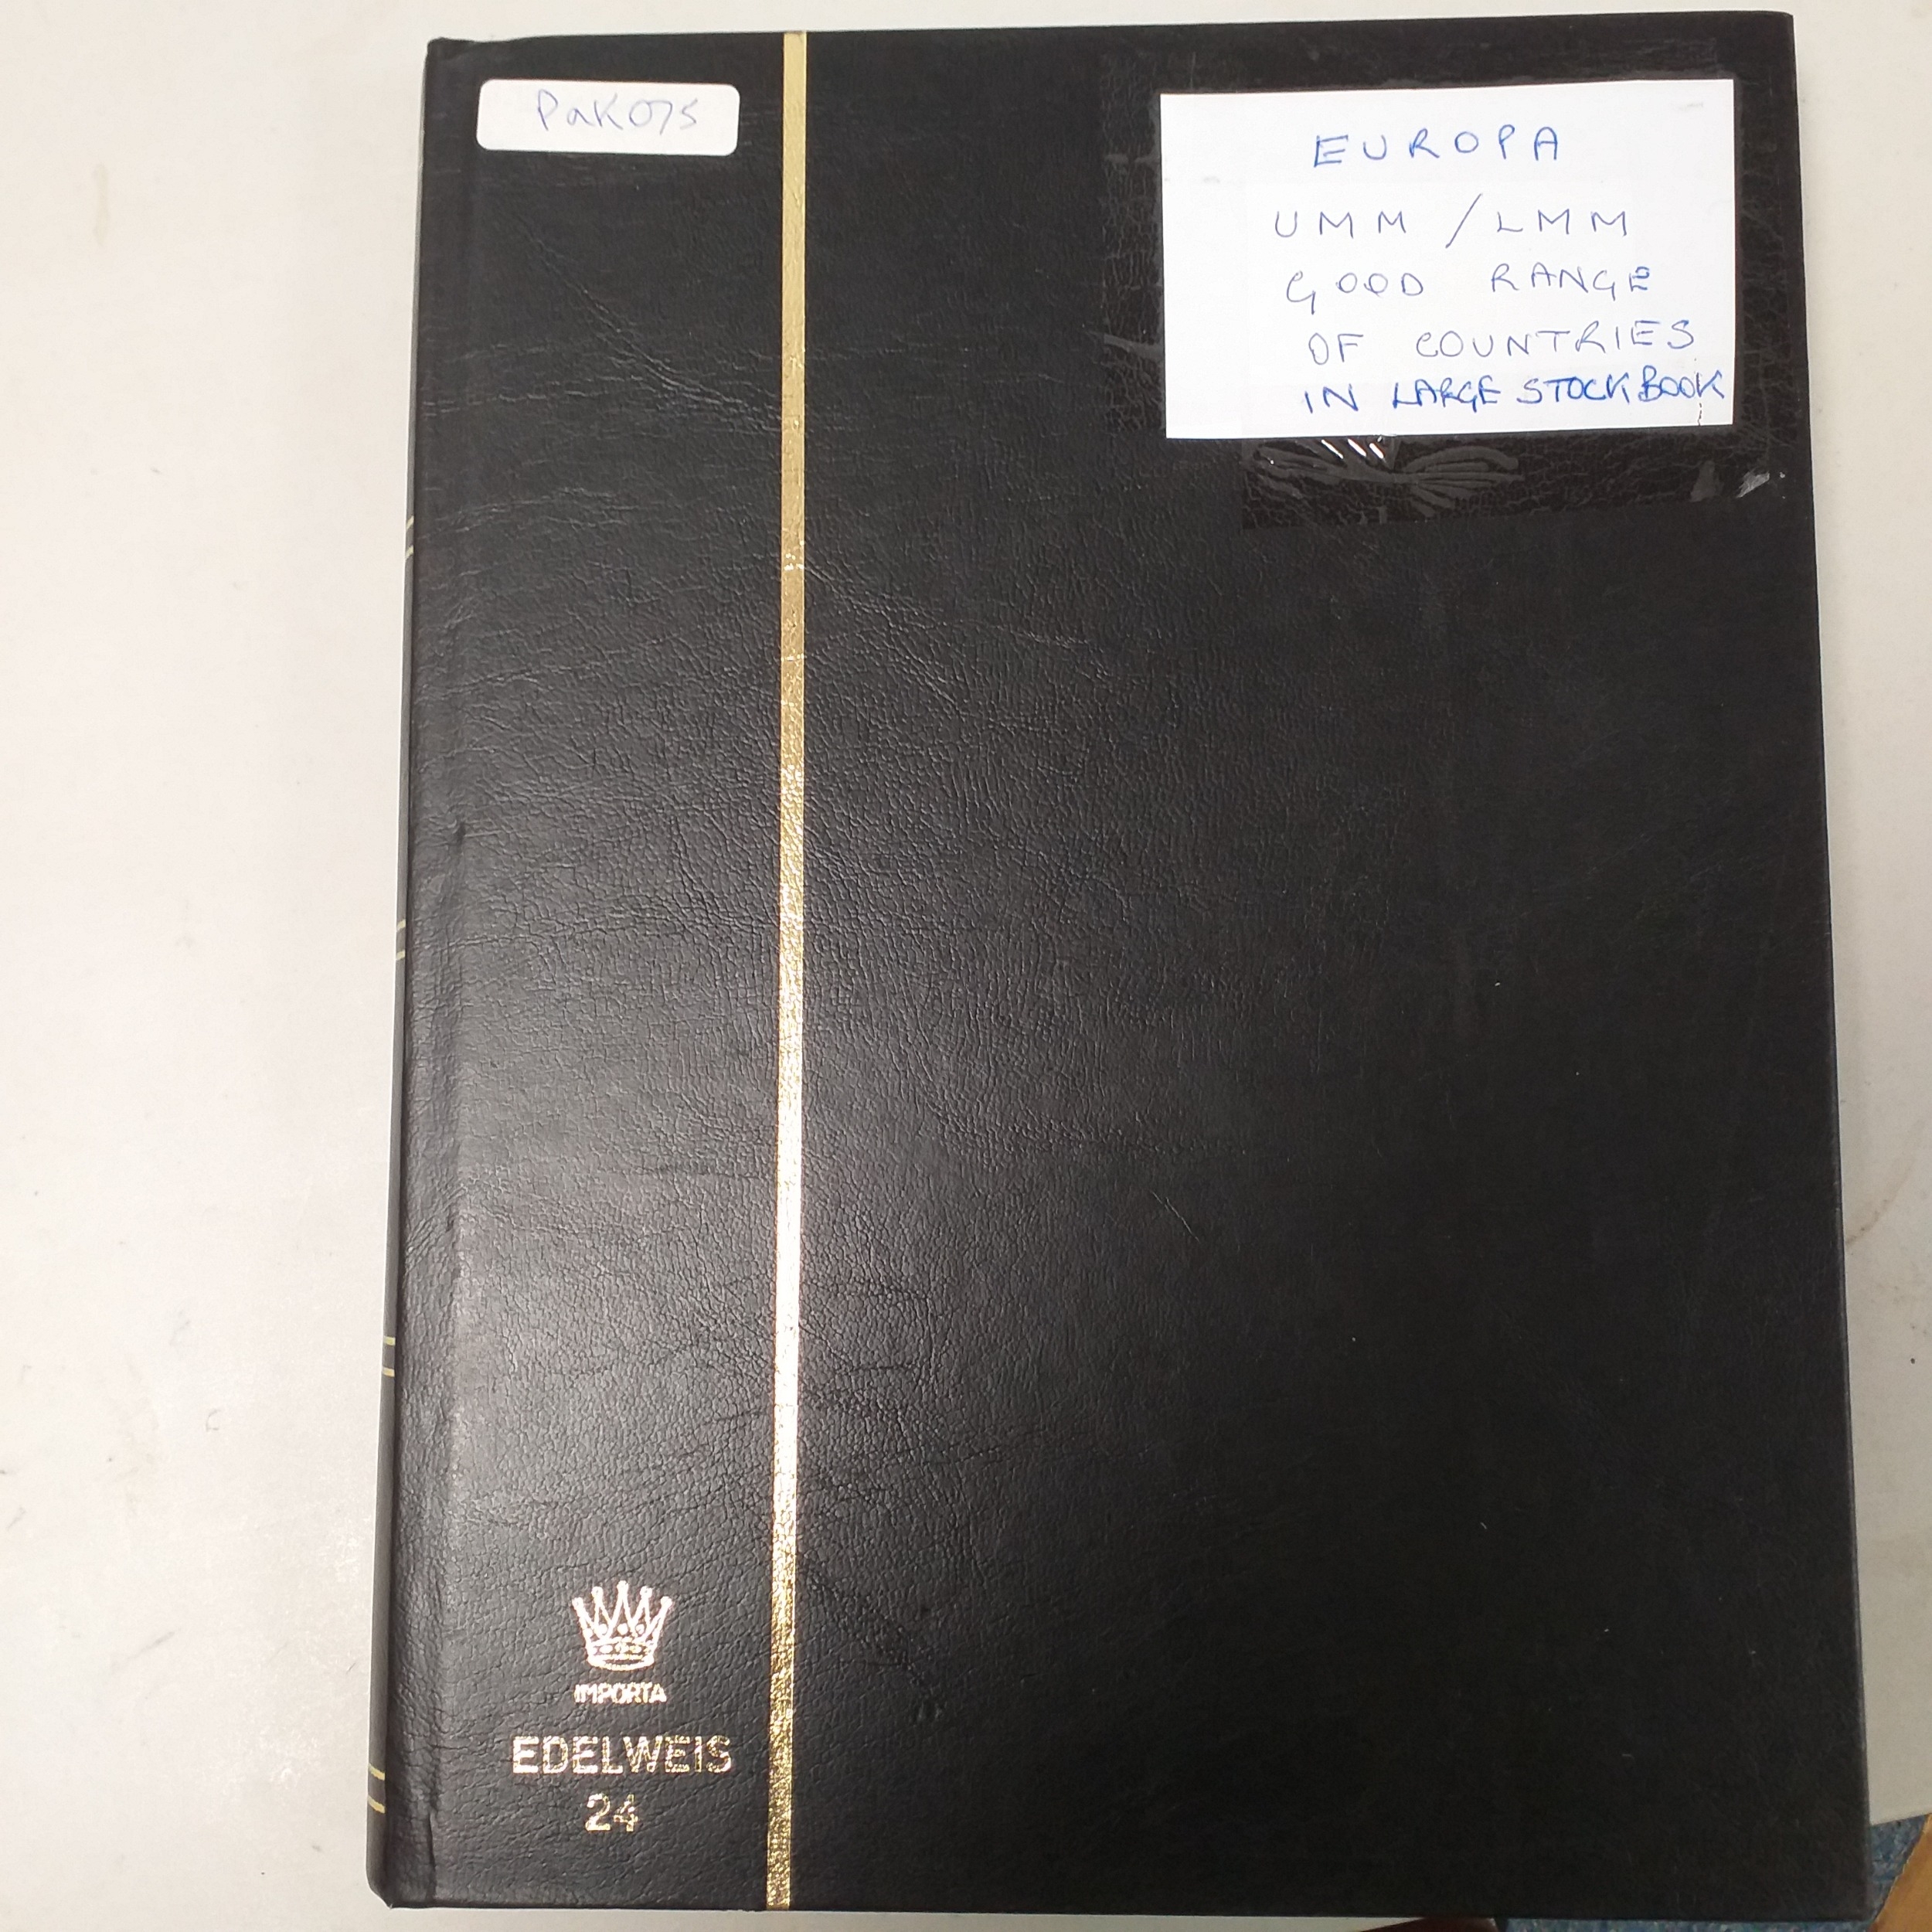 PaK075
EUROPA
UMM / LMM
GOOD RANGE
OF COUNTRIES
IN LARGE STOCKBOOK
IMPORTA
EDELWEIS
24